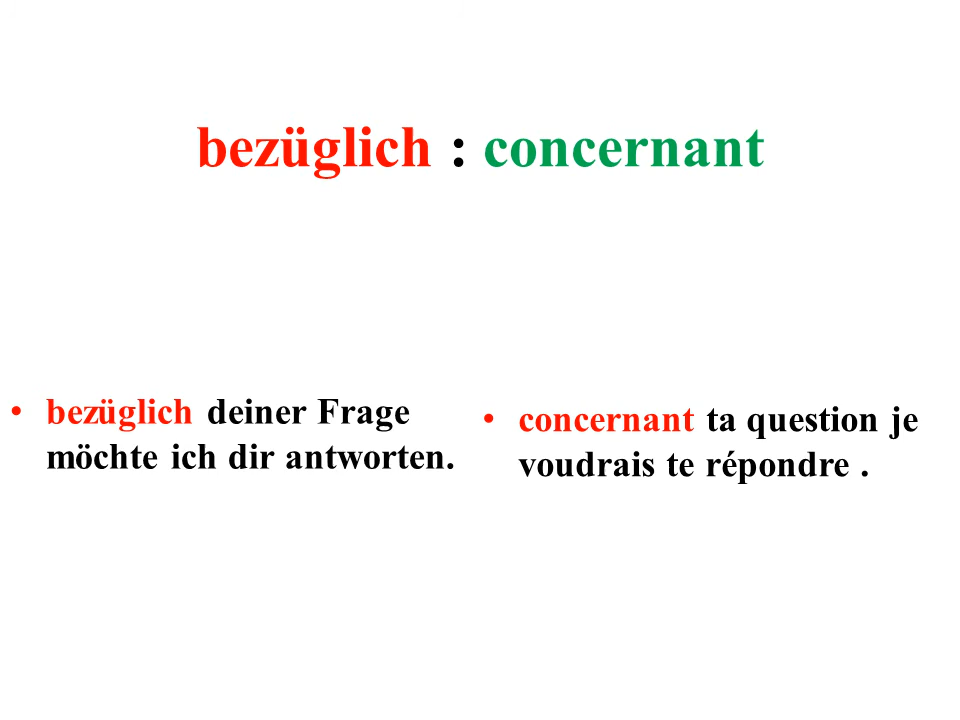 bezüglich : concernant
• bezüglich deiner Frage
möchte ich dir antworten.
• concernant ta question je
voudrais te répondre .